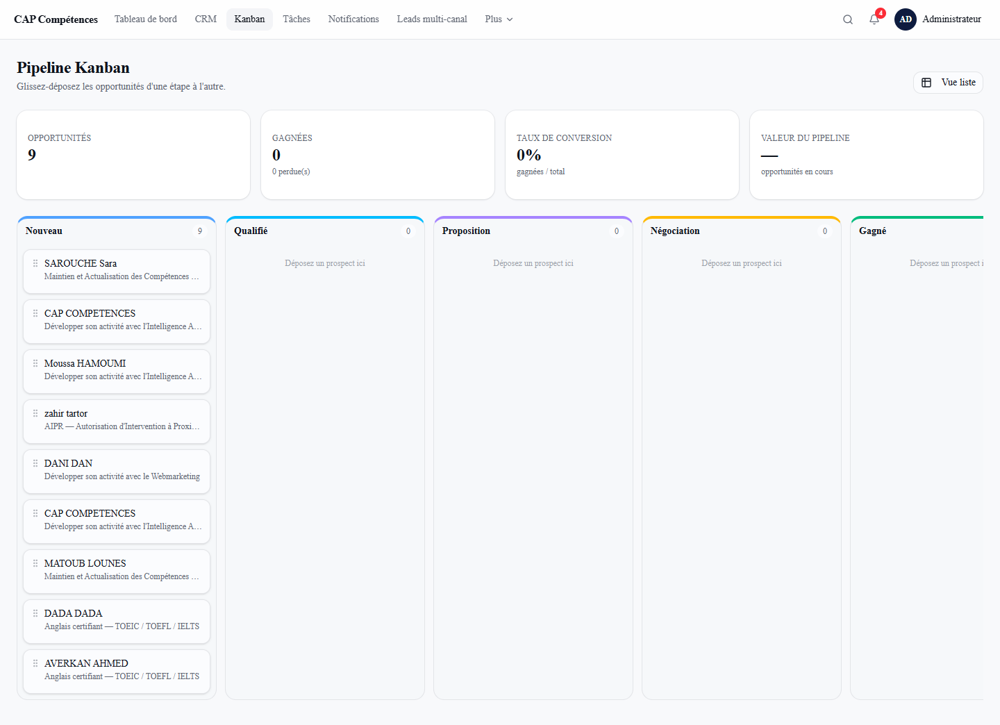 CAP Compétences
Tableau de bord
CRM
Kanban
Tâches
Notifications
Leads multi-canal
Plus
4
AD
Administrateur
Pipeline Kanban
Glissez-déposez les opportunités d'une étape à l'autre.
Vue liste
OPPORTUNITÉS
9
GAGNÉES
0
0 perdue(s)
TAUX DE CONVERSION
0%
gagnées / total
VALEUR DU PIPELINE
—
opportunités en cours
Nouveau
9
SAROUCHE Sara
Maintien et Actualisation des Compétences …
CAP COMPETENCES
Développer son activité avec l'Intelligence A…
Moussa HAMOUMI
Développer son activité avec l'Intelligence A…
zahir tartor
AIPR — Autorisation d'Intervention à Proxi…
DANI DAN
Développer son activité avec le Webmarketing
CAP COMPETENCES
Développer son activité avec l'Intelligence A…
MATOUB LOUNES
Maintien et Actualisation des Compétences …
DADA DADA
Anglais certifiant — TOEIC / TOEFL / IELTS
AVERKAN AHMED
Anglais certifiant — TOEIC / TOEFL / IELTS
Qualifié
0
Déposez un prospect ici
Proposition
0
Déposez un prospect ici
Négociation
0
Déposez un prospect ici
Gagné
Déposez un prospect i